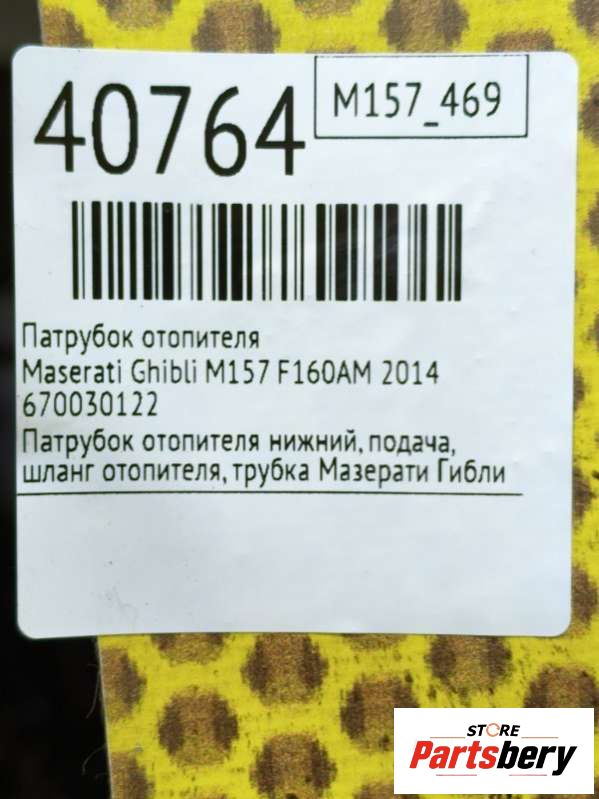 40764
M157_469
Патрубок отопителя
Maserati Ghibli M157 F160AM 2014
670030122
Патрубок отопителя нижний, подача,
шланг отопителя, трубка Мазерати Гибли
STORE
Partsbery